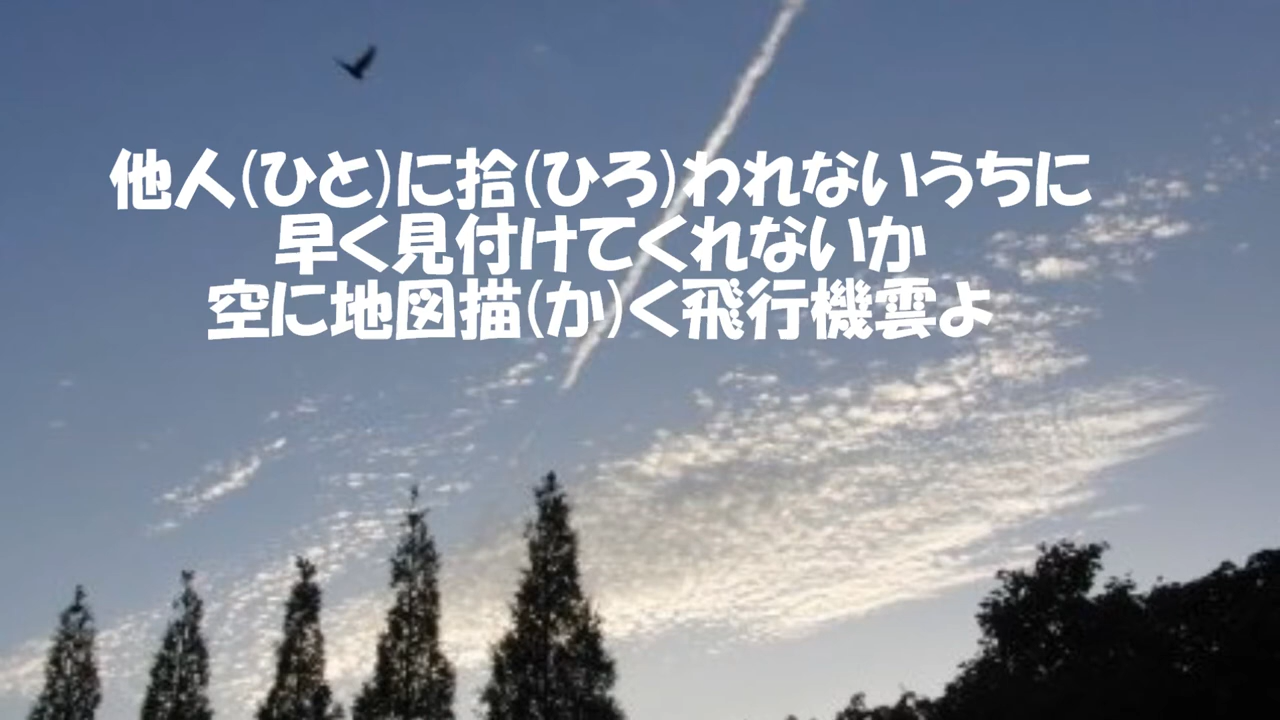 他人(ひと)に拾(ひろ)われないうちに
早く見付けてくれないか
空に地図描(か)く飛行機雲よ